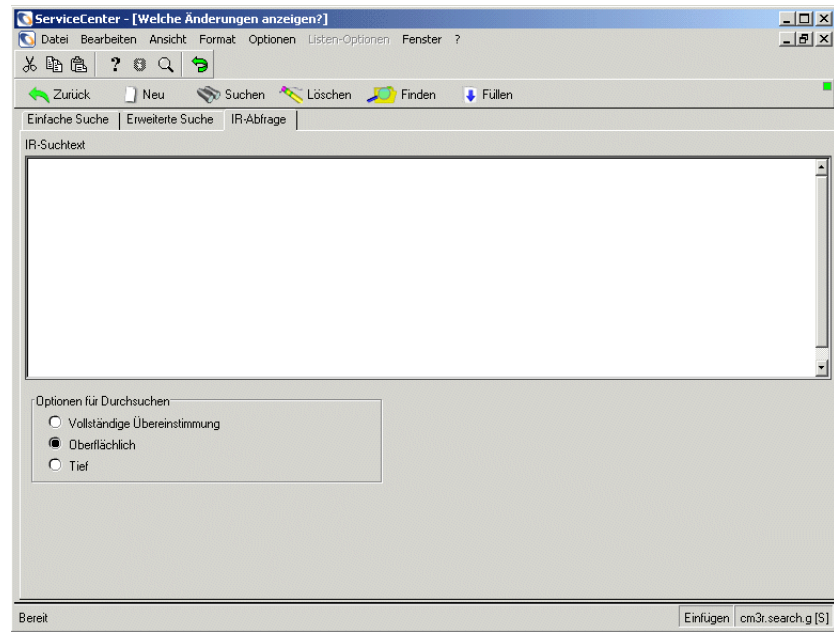 ServiceCenter - [Welche Änderungen anzeigen?]
Datei Bearbeiten Ansicht Format Optionen Listen-Optionen Fenster ?
Zurück Neu Suchen Löschen Finden Füllen
Einfache Suche Erweiterte Suche IR-Abfrage
IR-Suchtext
Optionen für Durchsuchen
Vollständige Übereinstimmung
Oberflächlich
Tief
Bereit Einfügen cm3r.search.g [S]